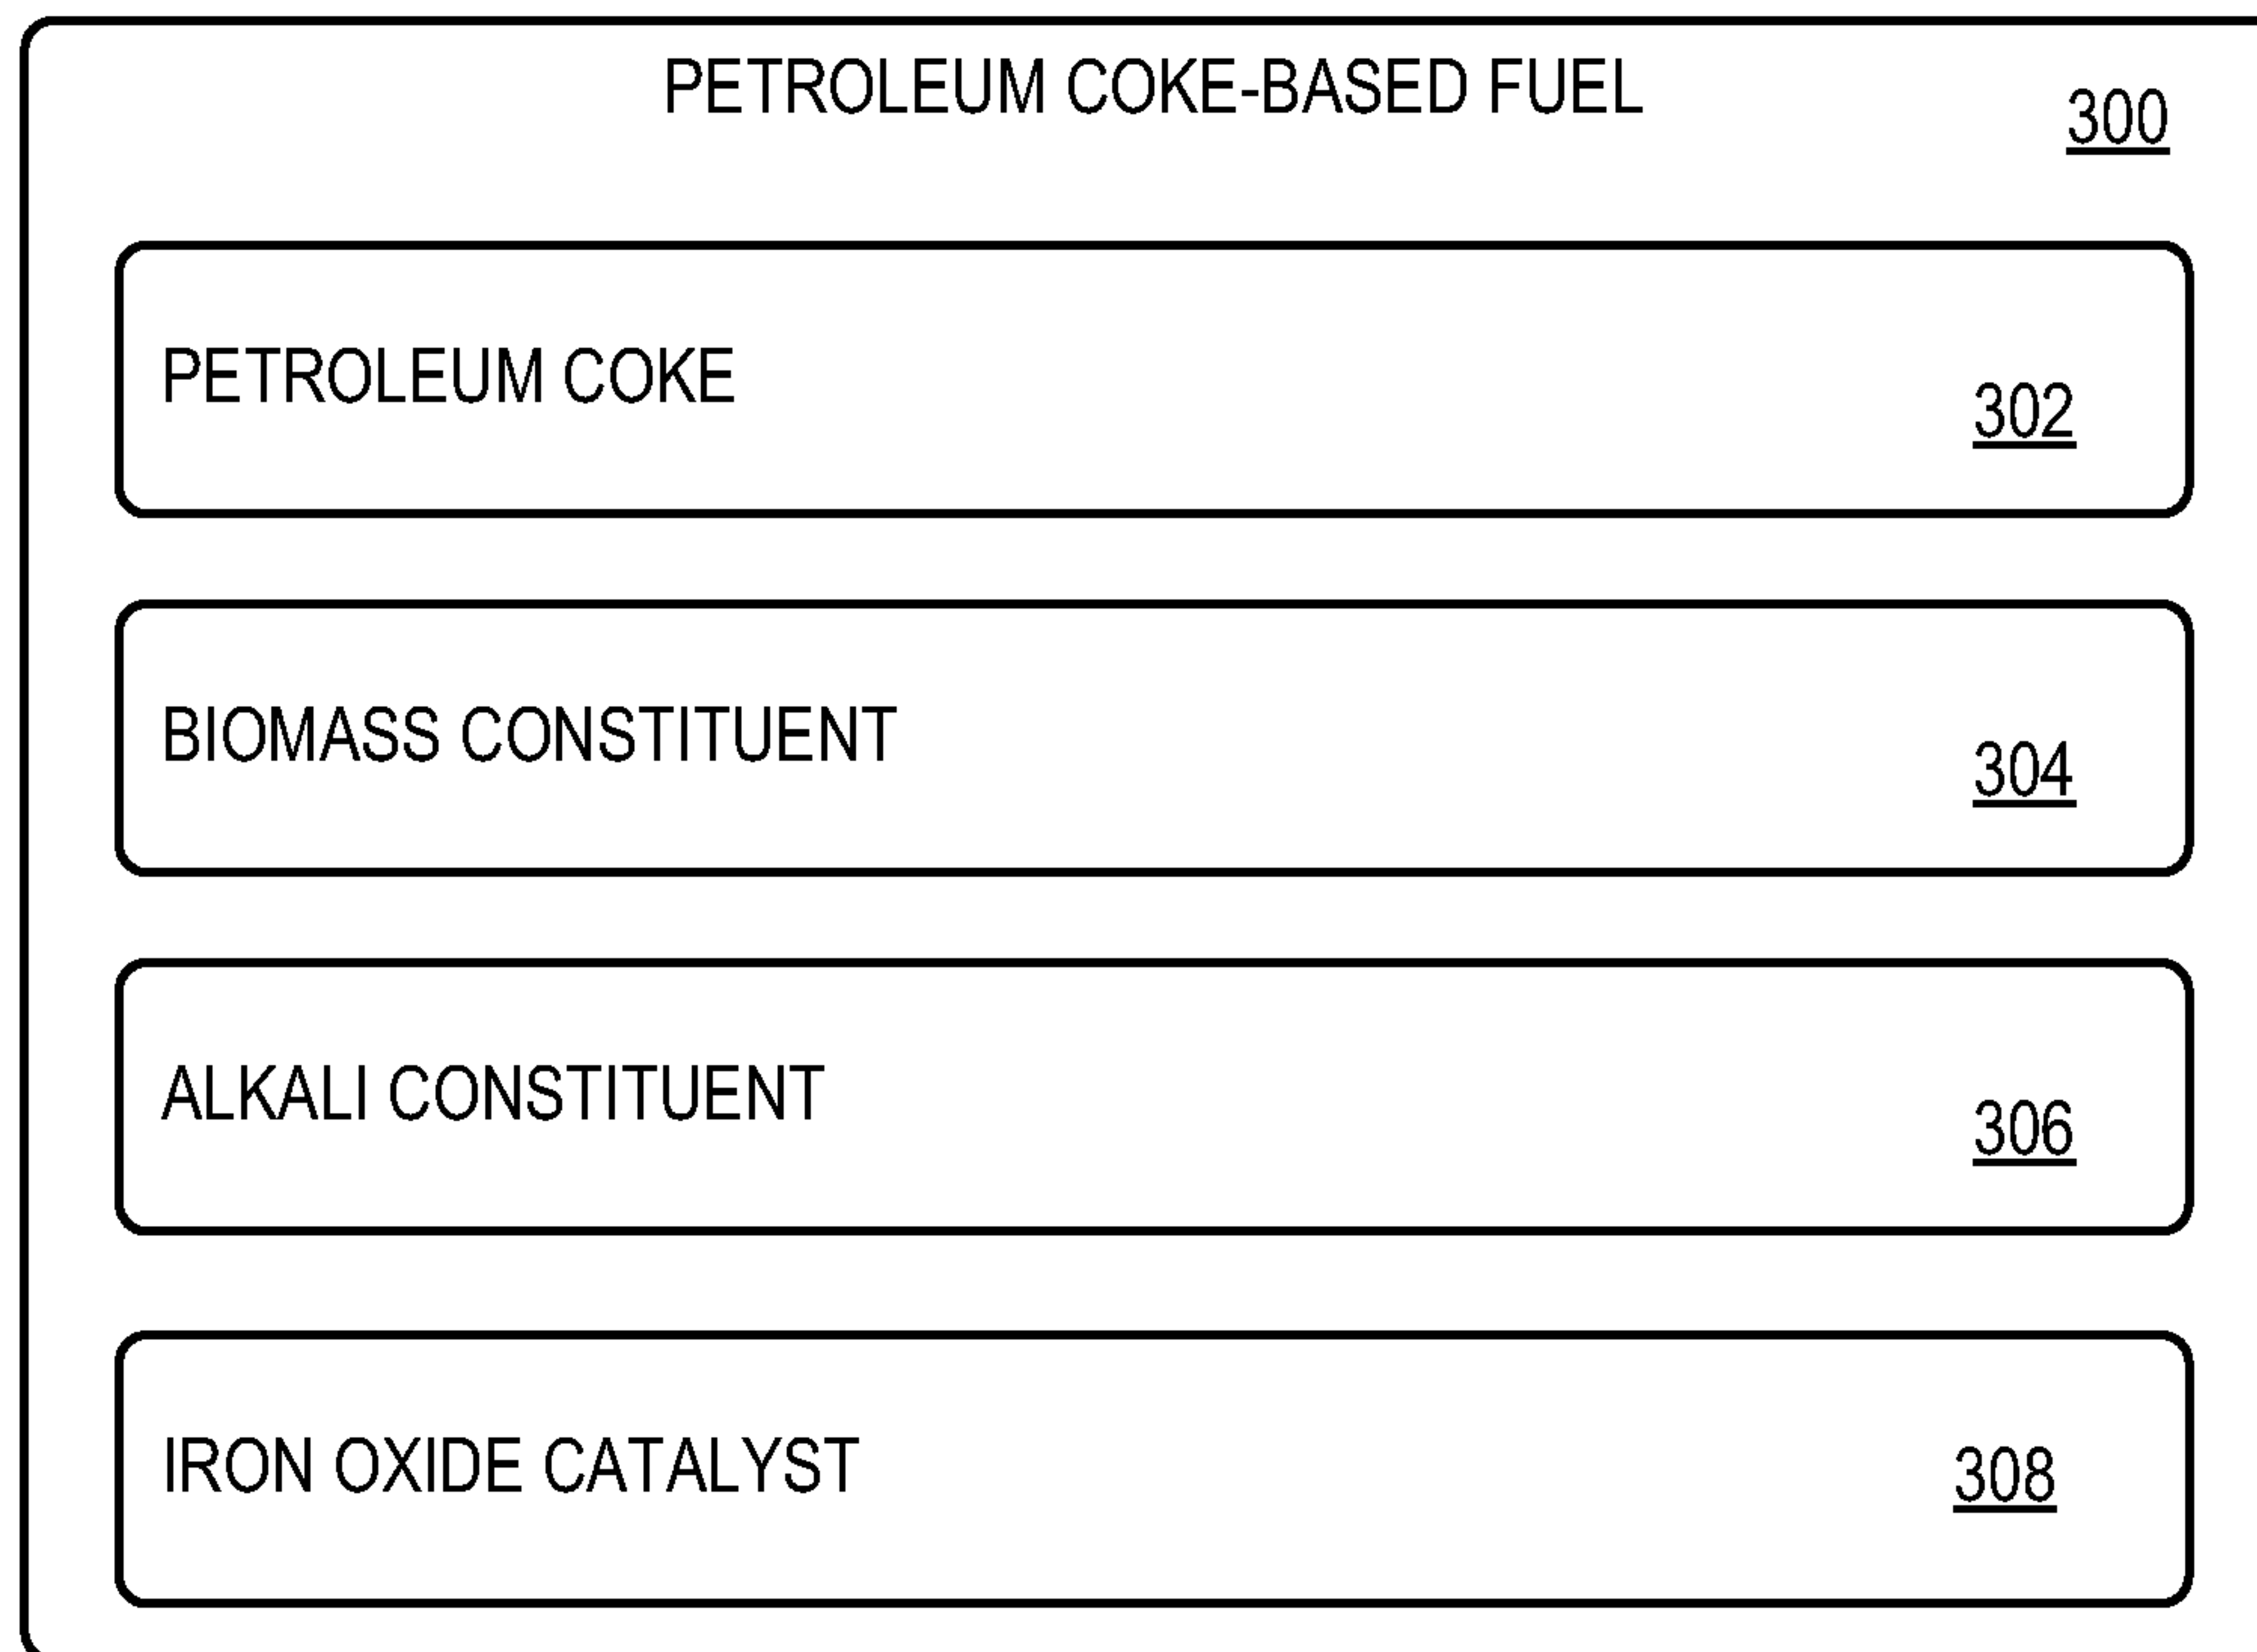 PETROLEUM COKE-BASED FUEL
300
PETROLEUM COKE
302
BIOMASS CONSTITUENT
304
ALKALI CONSTITUENT
306
IRON OXIDE CATALYST
308